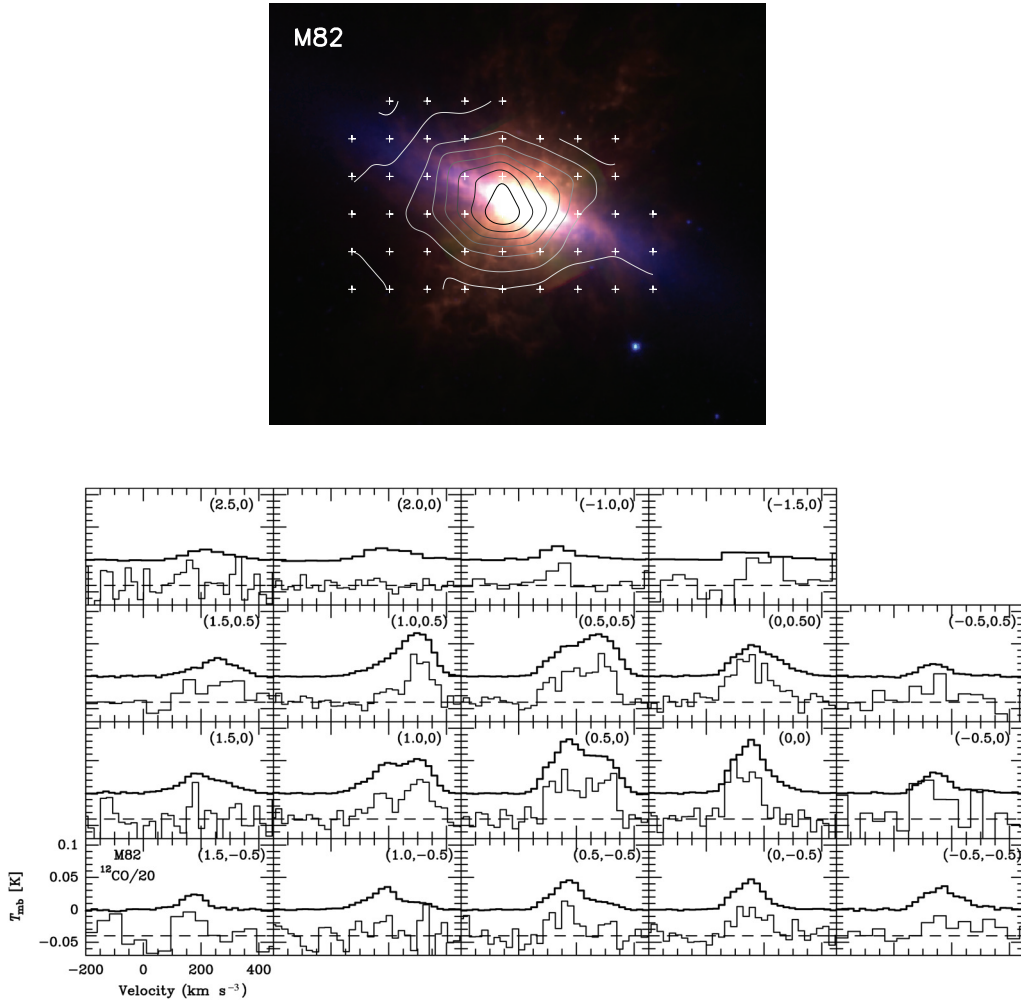 M82
(2.5,0) (2.0,0) (−1.0,0) (−1.5,0)
(1.5,0.5) (1.0,0.5) (0.5,0.5) (0,0.50) (−0.5,0.5)
(1.5,0) (1.0,0) (0.5,0) (0,0) (−0.5,0)
0.1 M82 (1.5,−0.5) (1.0,−0.5) (0.5,−0.5) (0,−0.5) (−0.5,−0.5)
¹²CO/20
0.05
0
−0.05
T_mb [K]
−200 0 200 400
Velocity (km s⁻³)